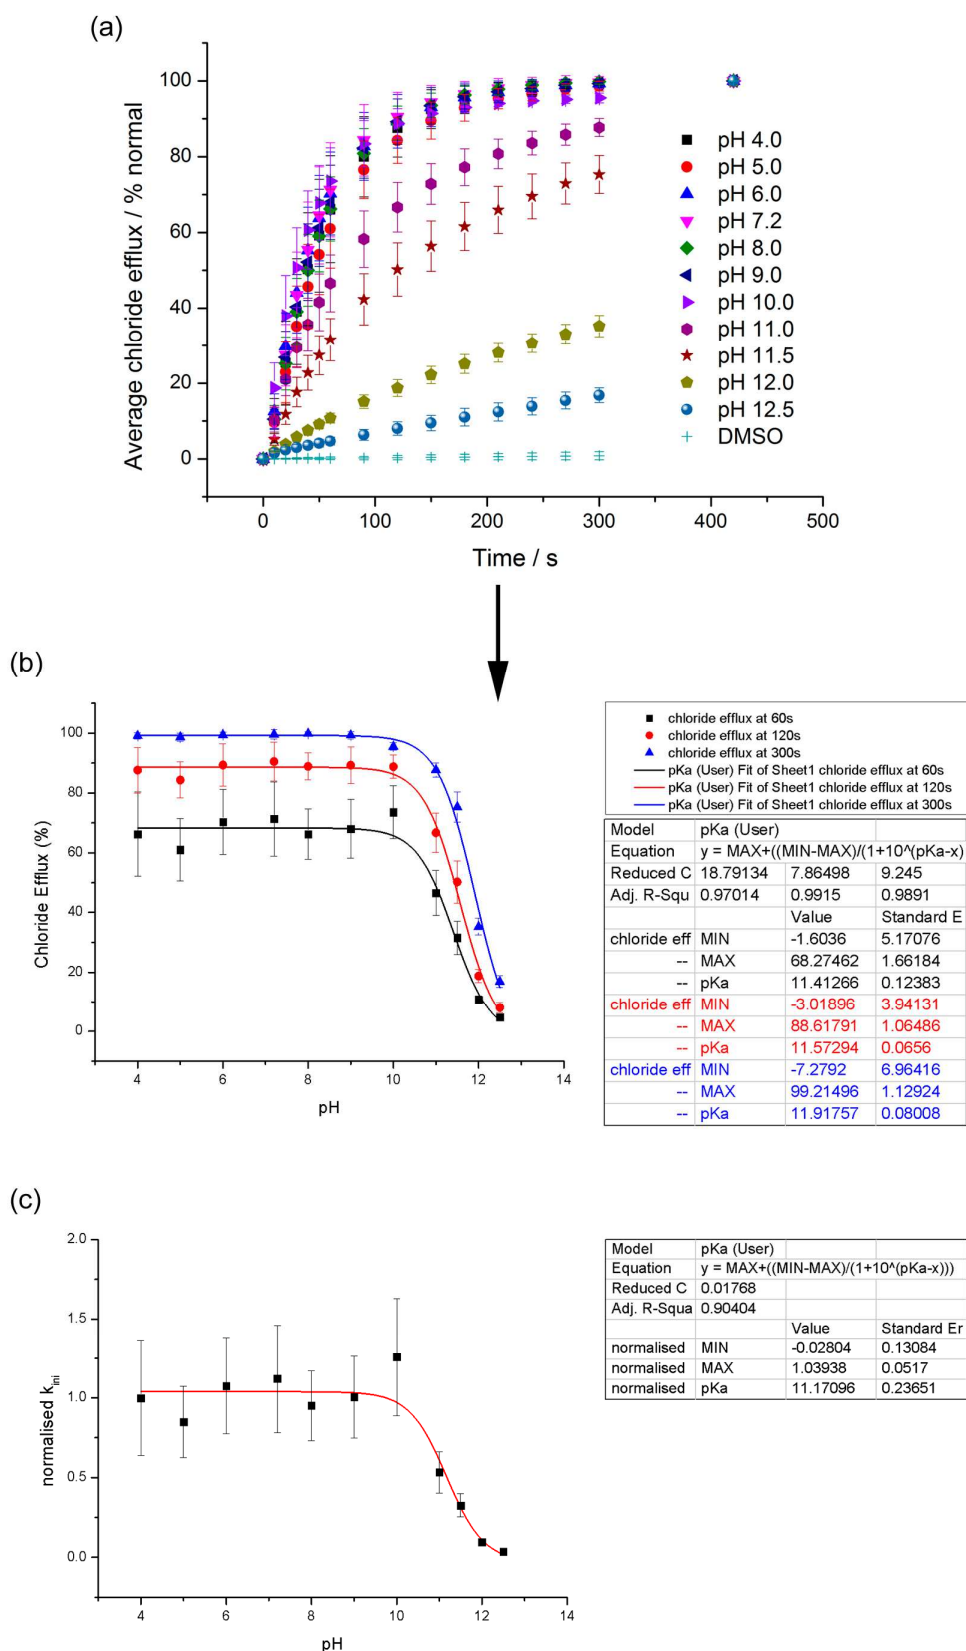 (a)
Average chloride efflux / % normal
100
80
60
40
20
0
0
100
200
300
400
500
Time / s
pH 4.0
pH 5.0
pH 6.0
pH 7.2
pH 8.0
pH 9.0
pH 10.0
pH 11.0
pH 11.5
pH 12.0
pH 12.5
DMSO
(b)
Chloride Efflux (%)
100
80
60
40
20
0
4
6
8
10
12
14
pH
chloride efflux at 60s
chloride efflux at 120s
chloride efflux at 300s
pKa (User) Fit of Sheet1 chloride efflux at 60s
pKa (User) Fit of Sheet1 chloride efflux at 120s
pKa (User) Fit of Sheet1 chloride efflux at 300s
Model pKa (User)
Equation y = MAX+((MIN-MAX)/(1+10^(pKa-x)
Reduced C 18.79134 7.86498 9.245
Adj. R-Squ 0.97014 0.9915 0.9891
Value Standard E
chloride eff MIN -1.6036 5.17076
-- MAX 68.27462 1.66184
-- pKa 11.41266 0.12383
chloride eff MIN -3.01896 3.94131
-- MAX 88.61791 1.06486
-- pKa 11.57294 0.0656
chloride eff MIN -7.2792 6.96416
-- MAX 99.21496 1.12924
-- pKa 11.91757 0.08008
(c)
normalised kini
2.0
1.5
1.0
0.5
0.0
4
6
8
10
12
14
pH
Model pKa (User)
Equation y = MAX+((MIN-MAX)/(1+10^(pKa-x)))
Reduced C 0.01768
Adj. R-Squa 0.90404
Value Standard Er
normalised MIN -0.02804 0.13084
normalised MAX 1.03938 0.0517
normalised pKa 11.17096 0.23651